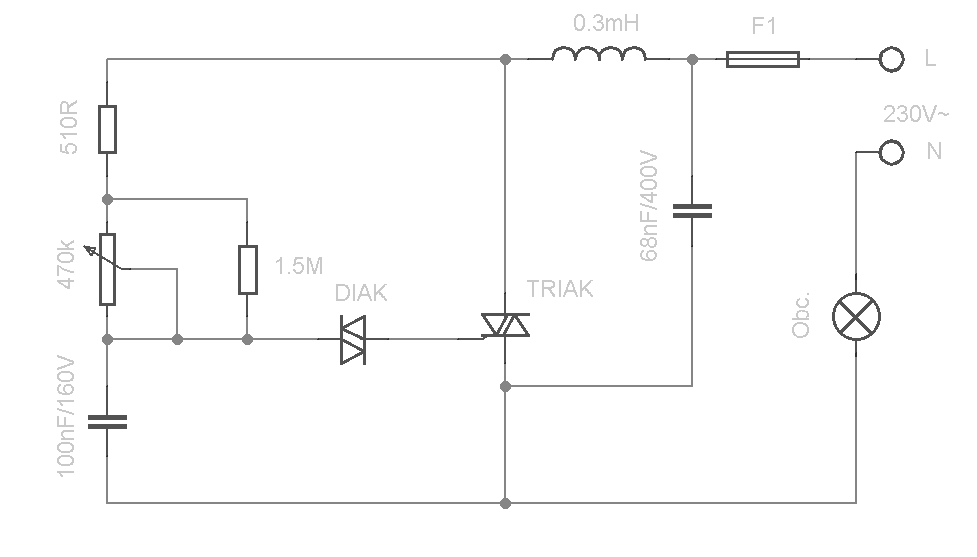 0.3mH
F1
L
510R
230V~
N
68nF/400V
470k
1.5M
DIAK
TRIAK
Obc.
100nF/160V